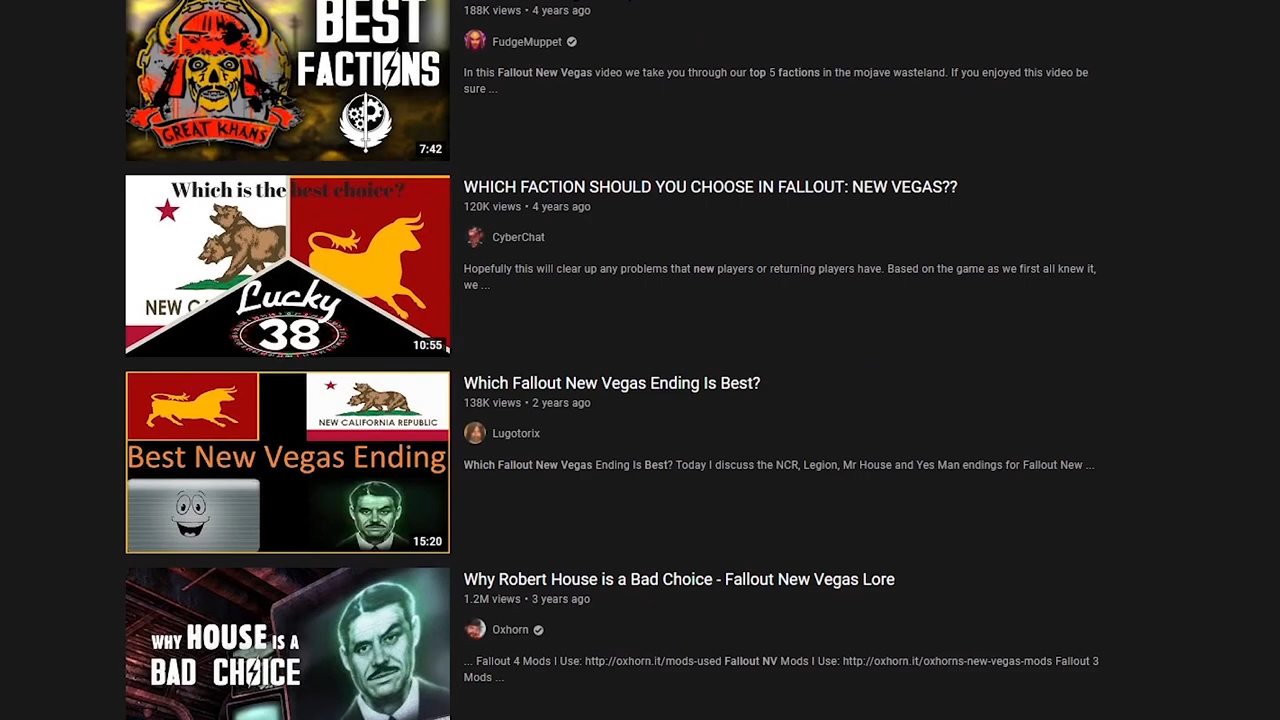 BEST
FACTIONS
GREAT KHANS
7:42
188K views • 4 years ago
FudgeMuppet
In this Fallout New Vegas video we take you through our top 5 factions in the mojave wasteland. If you enjoyed this video be
sure ...
Which is the best choice?
NEW C
Lucky
38
10:55
WHICH FACTION SHOULD YOU CHOOSE IN FALLOUT: NEW VEGAS??
120K views • 4 years ago
CyberChat
Hopefully this will clear up any problems that new players or returning players have. Based on the game as we first all knew it,
we ...
NEW CALIFORNIA REPUBLIC
Best New Vegas Ending
15:20
Which Fallout New Vegas Ending Is Best?
138K views • 2 years ago
Lugotorix
Which Fallout New Vegas Ending Is Best? Today I discuss the NCR, Legion, Mr House and Yes Man endings for Fallout New ...
WHY HOUSE IS A
BAD CHOICE
Why Robert House is a Bad Choice - Fallout New Vegas Lore
1.2M views • 3 years ago
Oxhorn
... Fallout 4 Mods I Use: http://oxhorn.it/mods-used Fallout NV Mods I Use: http://oxhorn.it/oxhorns-new-vegas-mods Fallout 3
Mods ...